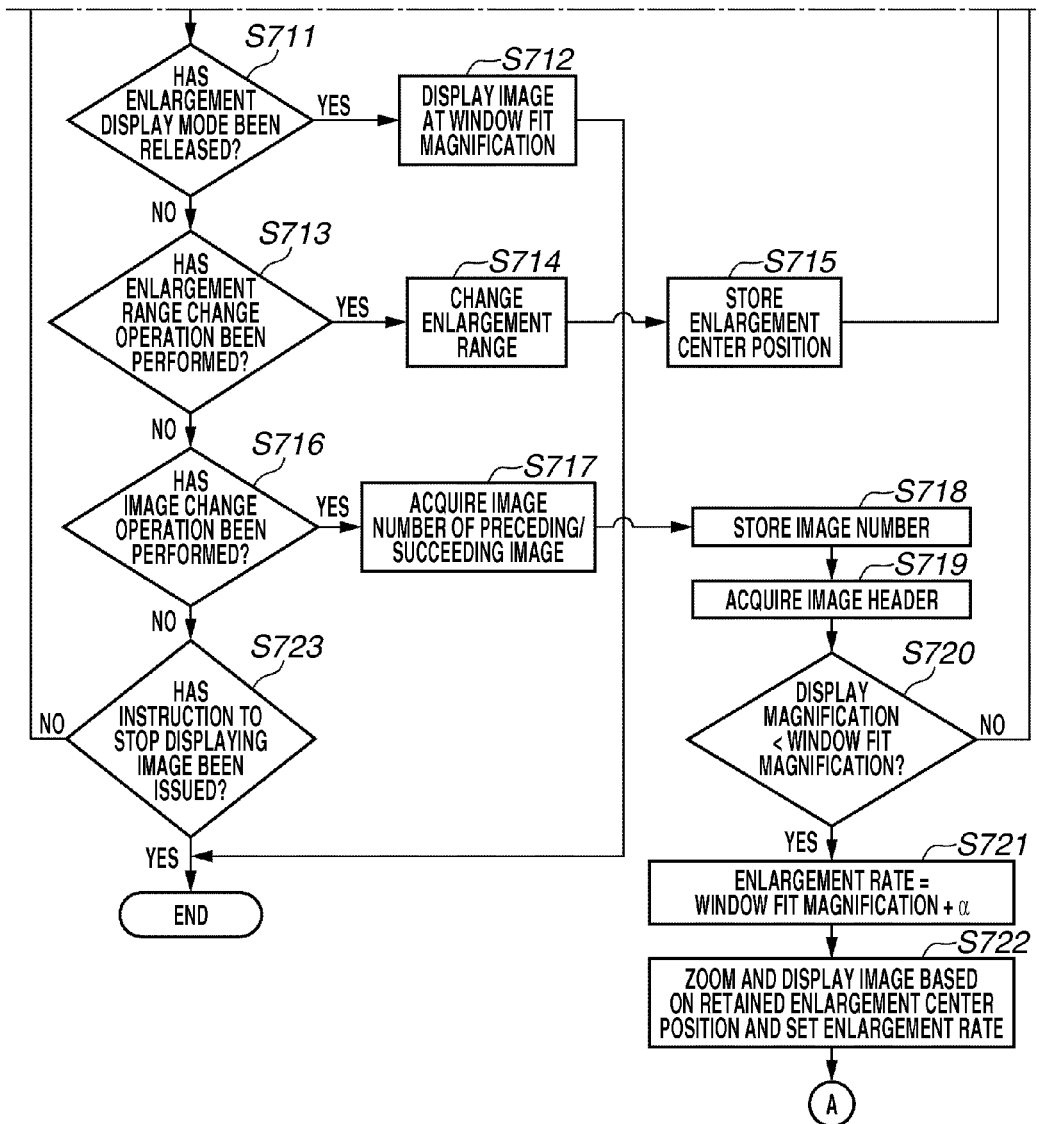 S711
HAS
ENLARGEMENT
DISPLAY MODE BEEN
RELEASED?
YES
S712
DISPLAY IMAGE
AT WINDOW FIT
MAGNIFICATION
NO
S713
HAS
ENLARGEMENT
RANGE CHANGE
OPERATION BEEN
PERFORMED?
YES
S714
CHANGE
ENLARGEMENT
RANGE
S715
STORE
ENLARGEMENT
CENTER POSITION
NO
S716
HAS
IMAGE CHANGE
OPERATION BEEN
PERFORMED?
YES
S717
ACQUIRE IMAGE
NUMBER OF PRECEDING/
SUCCEEDING IMAGE
S718
STORE IMAGE NUMBER
S719
ACQUIRE IMAGE HEADER
S720
DISPLAY
MAGNIFICATION
< WINDOW FIT
MAGNIFICATION?
NO
YES
S721
ENLARGEMENT RATE =
WINDOW FIT MAGNIFICATION + α
S722
ZOOM AND DISPLAY IMAGE BASED
ON RETAINED ENLARGEMENT CENTER
POSITION AND SET ENLARGEMENT RATE
A
NO
S723
HAS
INSTRUCTION TO
STOP DISPLAYING
IMAGE BEEN
ISSUED?
NO
YES
END